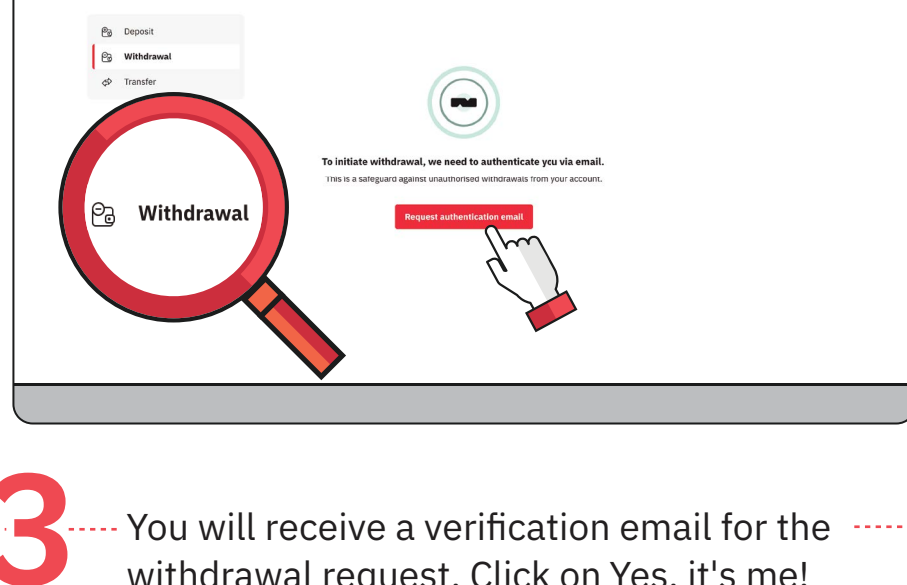 Deposit
Withdrawal
Transfer
To initiate withdrawal, we need to authenticate ycu via email.
This is a safeguard against unauthorised withdrawals from your account.
Withdrawal
Request authentication email
3
You will receive a verification email for the
withdrawal request. Click on Yes, it's me!